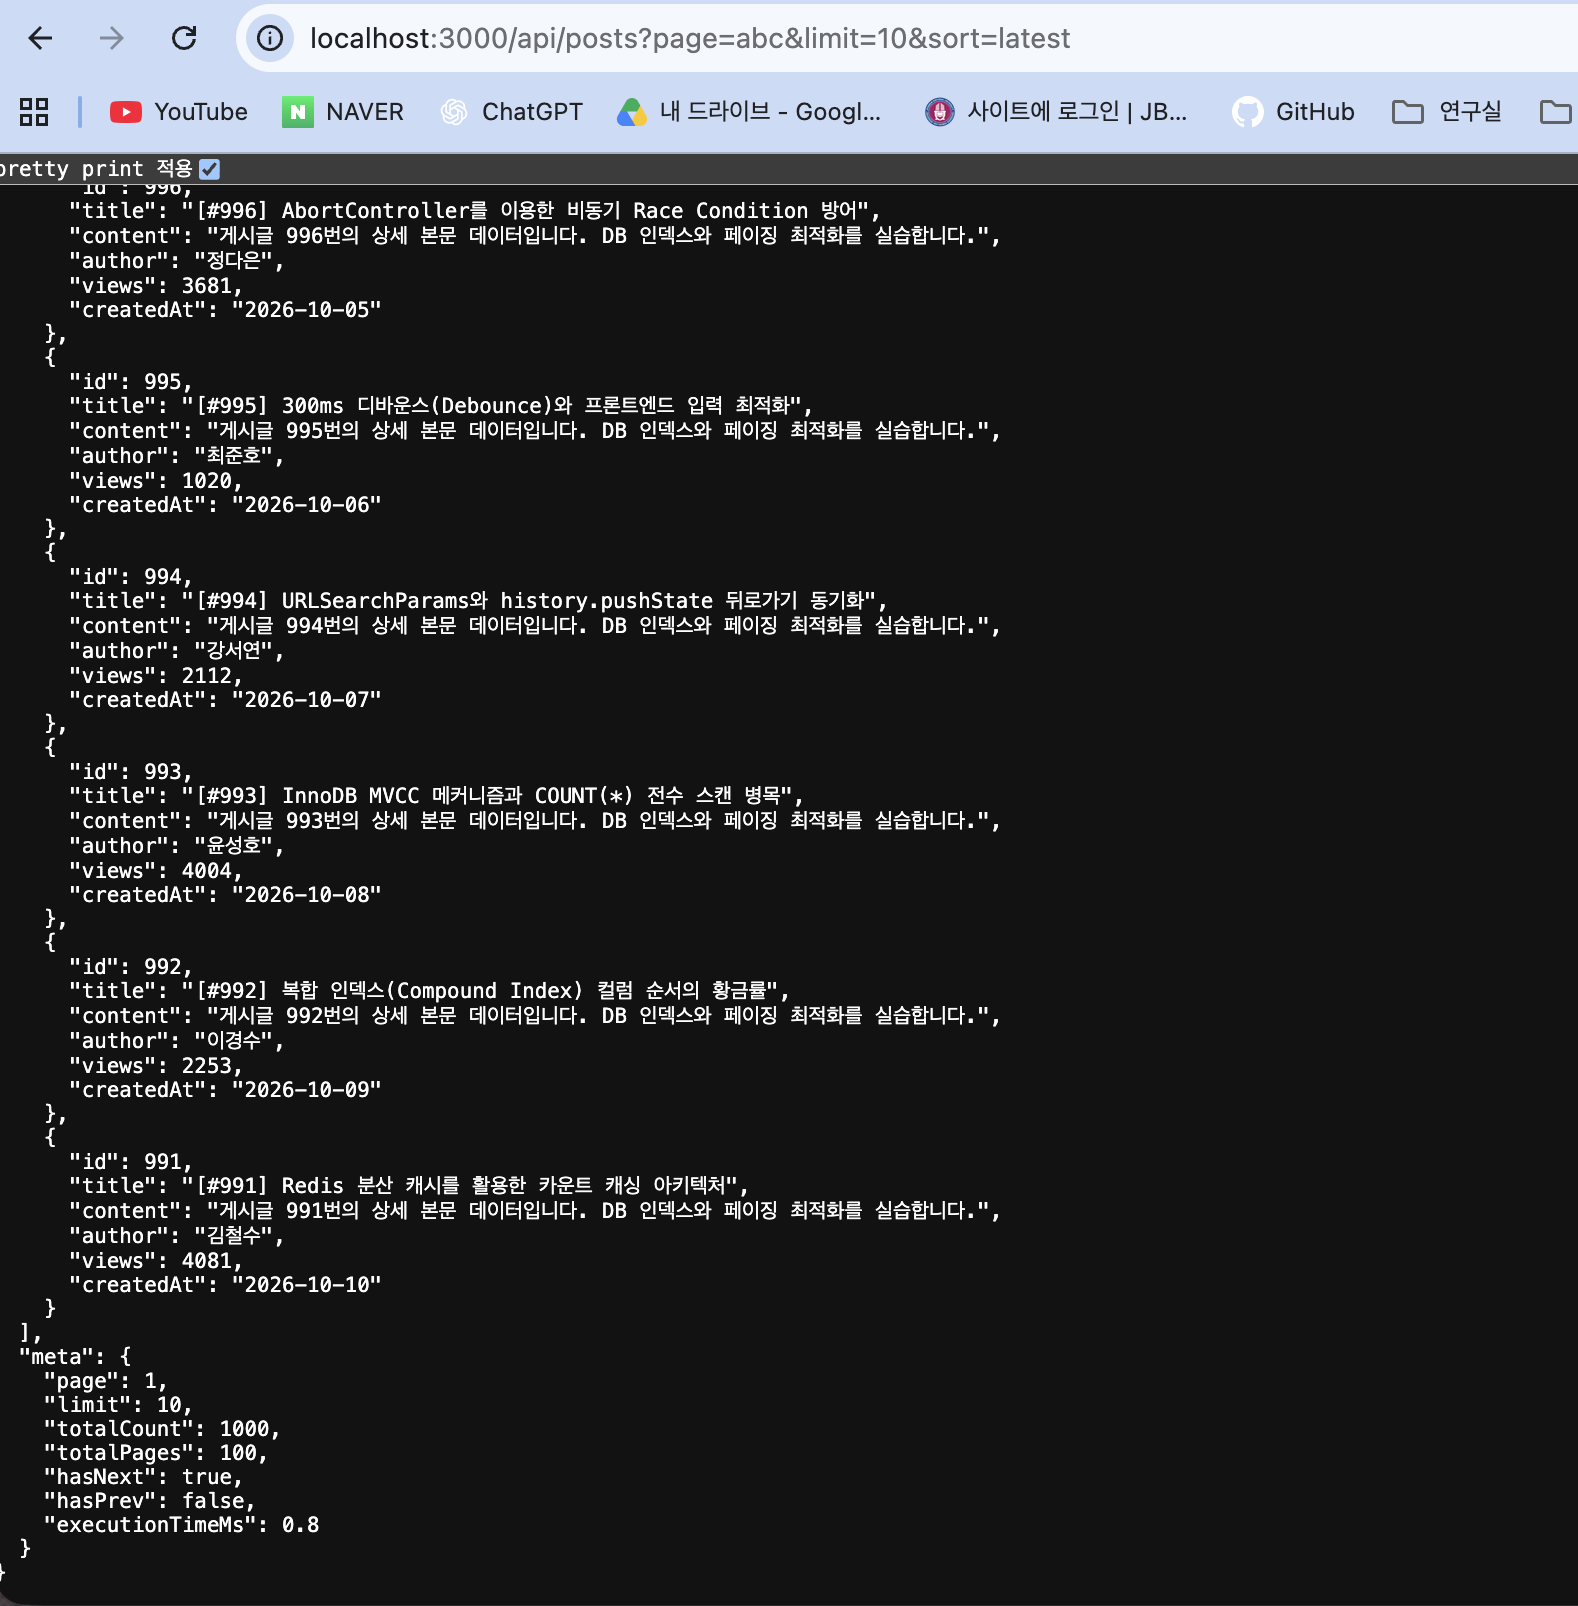 localhost:3000/api/posts?page=abc&limit=10&sort=latest
YouTube NAVER ChatGPT 내 드라이브 - Googl... 사이트에 로그인 | JB... GitHub 연구실
pretty print 적용
"id": 996,
"title": "[#996] AbortController를 이용한 비동기 Race Condition 방어",
"content": "게시글 996번의 상세 본문 데이터입니다. DB 인덱스와 페이징 최적화를 실습합니다.",
"author": "정다은",
"views": 3681,
"createdAt": "2026-10-05"
},
{
"id": 995,
"title": "[#995] 300ms 디바운스(Debounce)와 프론트엔드 입력 최적화",
"content": "게시글 995번의 상세 본문 데이터입니다. DB 인덱스와 페이징 최적화를 실습합니다.",
"author": "최준호",
"views": 1020,
"createdAt": "2026-10-06"
},
{
"id": 994,
"title": "[#994] URLSearchParams와 history.pushState 뒤로가기 동기화",
"content": "게시글 994번의 상세 본문 데이터입니다. DB 인덱스와 페이징 최적화를 실습합니다.",
"author": "강서연",
"views": 2112,
"createdAt": "2026-10-07"
},
{
"id": 993,
"title": "[#993] InnoDB MVCC 메커니즘과 COUNT(*) 전수 스캔 병목",
"content": "게시글 993번의 상세 본문 데이터입니다. DB 인덱스와 페이징 최적화를 실습합니다.",
"author": "윤성호",
"views": 4004,
"createdAt": "2026-10-08"
},
{
"id": 992,
"title": "[#992] 복합 인덱스(Compound Index) 컬럼 순서의 황금률",
"content": "게시글 992번의 상세 본문 데이터입니다. DB 인덱스와 페이징 최적화를 실습합니다.",
"author": "이경수",
"views": 2253,
"createdAt": "2026-10-09"
},
{
"id": 991,
"title": "[#991] Redis 분산 캐시를 활용한 카운트 캐싱 아키텍처",
"content": "게시글 991번의 상세 본문 데이터입니다. DB 인덱스와 페이징 최적화를 실습합니다.",
"author": "김철수",
"views": 4081,
"createdAt": "2026-10-10"
}
],
"meta": {
"page": 1,
"limit": 10,
"totalCount": 1000,
"totalPages": 100,
"hasNext": true,
"hasPrev": false,
"executionTimeMs": 0.8
}
}